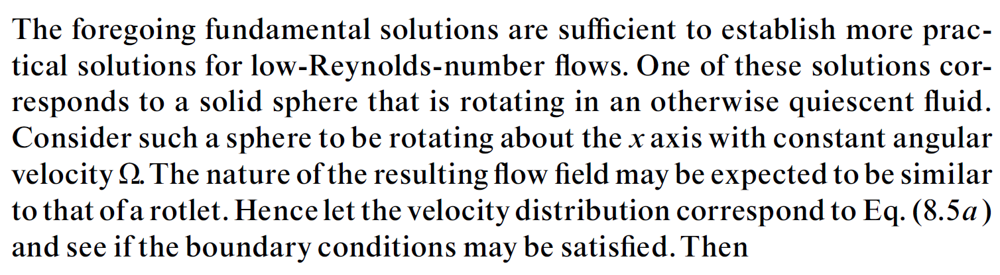 The foregoing fundamental solutions are sufficient to establish more prac-
tical solutions for low-Reynolds-number flows. One of these solutions cor-
responds to a solid sphere that is rotating in an otherwise quiescent fluid.
Consider such a sphere to be rotating about the x axis with constant angular
velocity Ω. The nature of the resulting flow field may be expected to be similar
to that of a rotlet. Hence let the velocity distribution correspond to Eq. (8.5a)
and see if the boundary conditions may be satisfied. Then